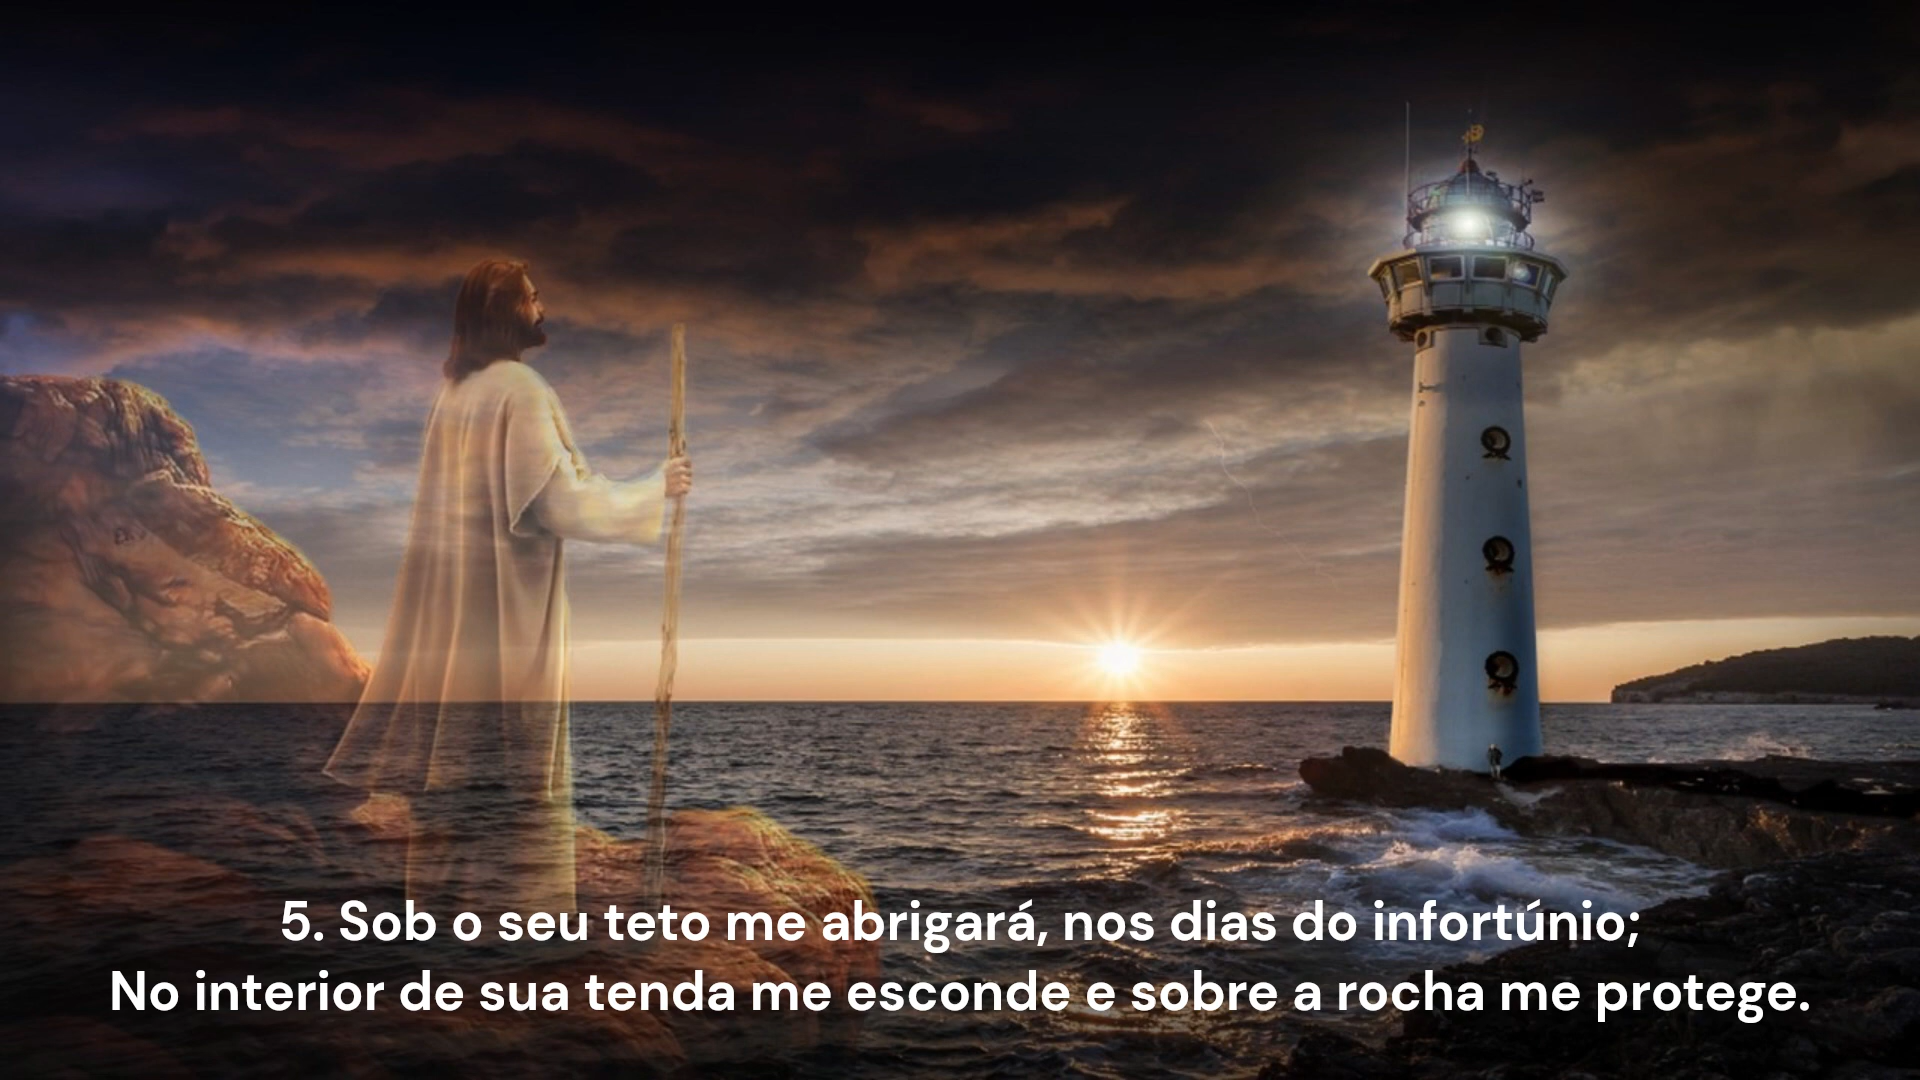 5. Sob o seu teto me abrigará, nos dias do infortúnio;
No interior de sua tenda me esconde e sobre a rocha me protege.